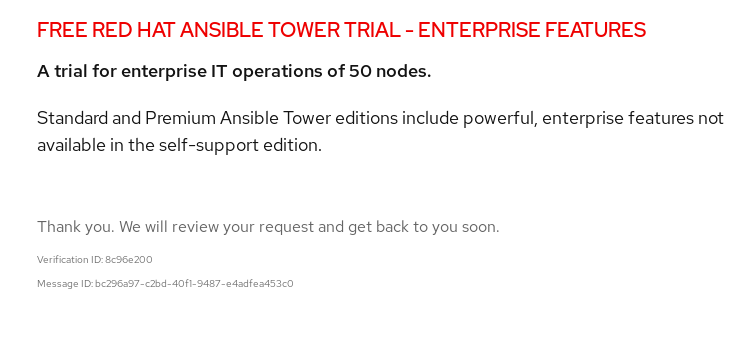 FREE RED HAT ANSIBLE TOWER TRIAL - ENTERPRISE FEATURES
A trial for enterprise IT operations of 50 nodes.
Standard and Premium Ansible Tower editions include powerful, enterprise features not
available in the self-support edition.
Thank you. We will review your request and get back to you soon.
Verification ID: 8c96e200
Message ID: bc296a97-c2bd-40f1-9487-e4adfea453c0